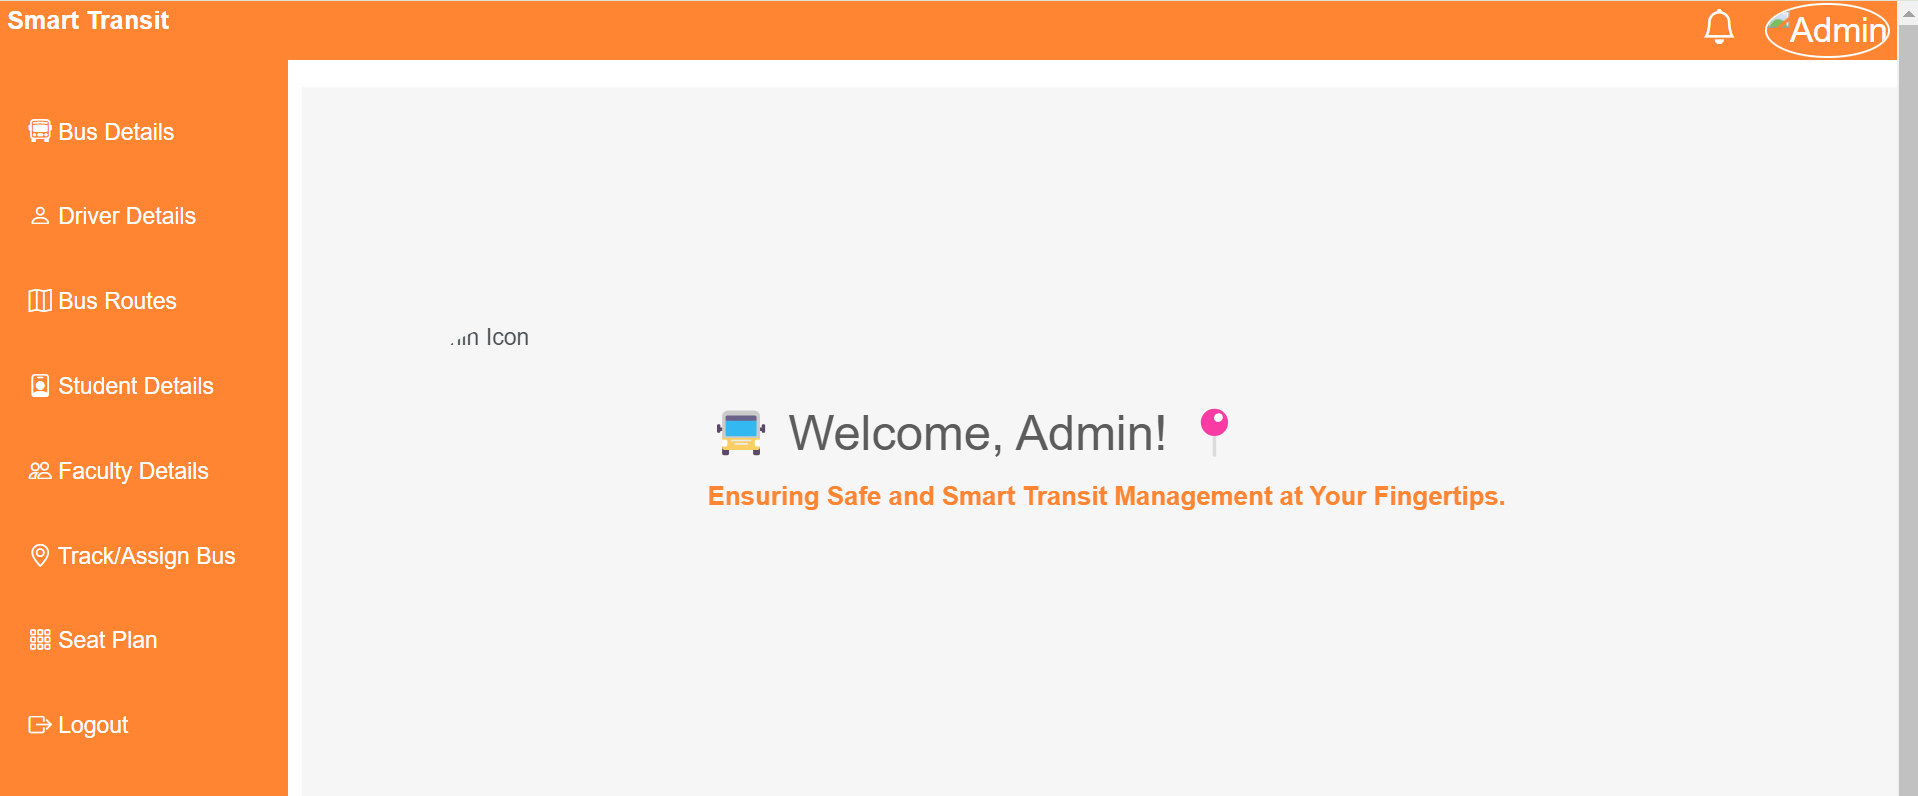 Smart Transit
Admin
Bus Details
Driver Details
Bus Routes
Icon
Student Details
Welcome, Admin!
Faculty Details
Ensuring Safe and Smart Transit Management at Your Fingertips.
Track/Assign Bus
Seat Plan
Logout